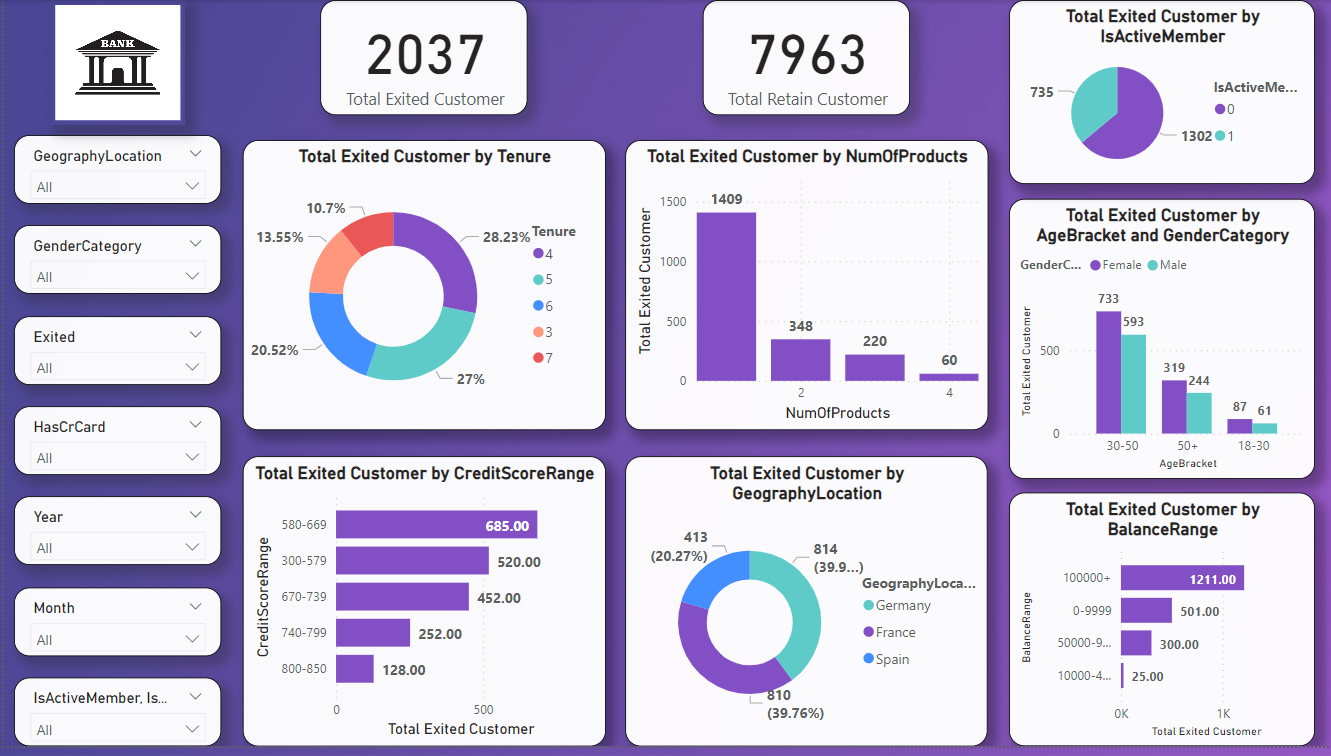 BANK
2037
Total Exited Customer
7963
Total Retain Customer
Total Exited Customer by
IsActiveMember
735
1302
IsActiveMe...
0
1
GeographyLocation
All
GenderCategory
All
Exited
All
HasCrCard
All
Year
All
Month
All
IsActiveMember, Is...
All
Total Exited Customer by Tenure
10.7%
13.55%
20.52%
28.23%
27%
Tenure
4
5
6
3
7
Total Exited Customer by NumOfProducts
Total Exited Customer
1500
1000
500
0
1409
348
220
60
2
4
NumOfProducts
Total Exited Customer by
AgeBracket and GenderCategory
GenderC...
Female
Male
Total Exited Customer
500
0
733
593
319
244
87
61
30-50
50+
18-30
AgeBracket
Total Exited Customer by CreditScoreRange
CreditScoreRange
580-669
685.00
300-579
520.00
670-739
452.00
740-799
252.00
800-850
128.00
0
500
Total Exited Customer
Total Exited Customer by
GeographyLocation
413
(20.27%)
814
(39.9...)
810
(39.76%)
GeographyLoca...
Germany
France
Spain
Total Exited Customer by
BalanceRange
BalanceRange
100000+
1211.00
0-9999
501.00
50000-9...
300.00
10000-4...
25.00
0K
1K
Total Exited Customer